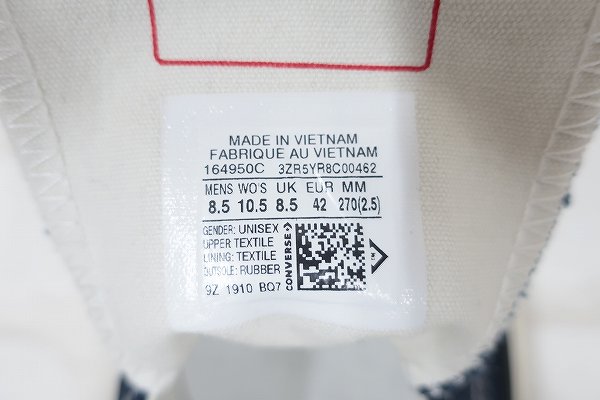 MADE IN VIETNAM
FABRIQUE AU VIETNAM
164950C 3ZR5YR8C00462
MENS WO'S UK EUR MM
8.5 10.5 8.5 42 270(2.5)
GENDER: UNISEX
UPPER TEXTILE
LINING: TEXTILE
OUTSOLE: RUBBER
9Z 1910 BQ7
CONVERSE